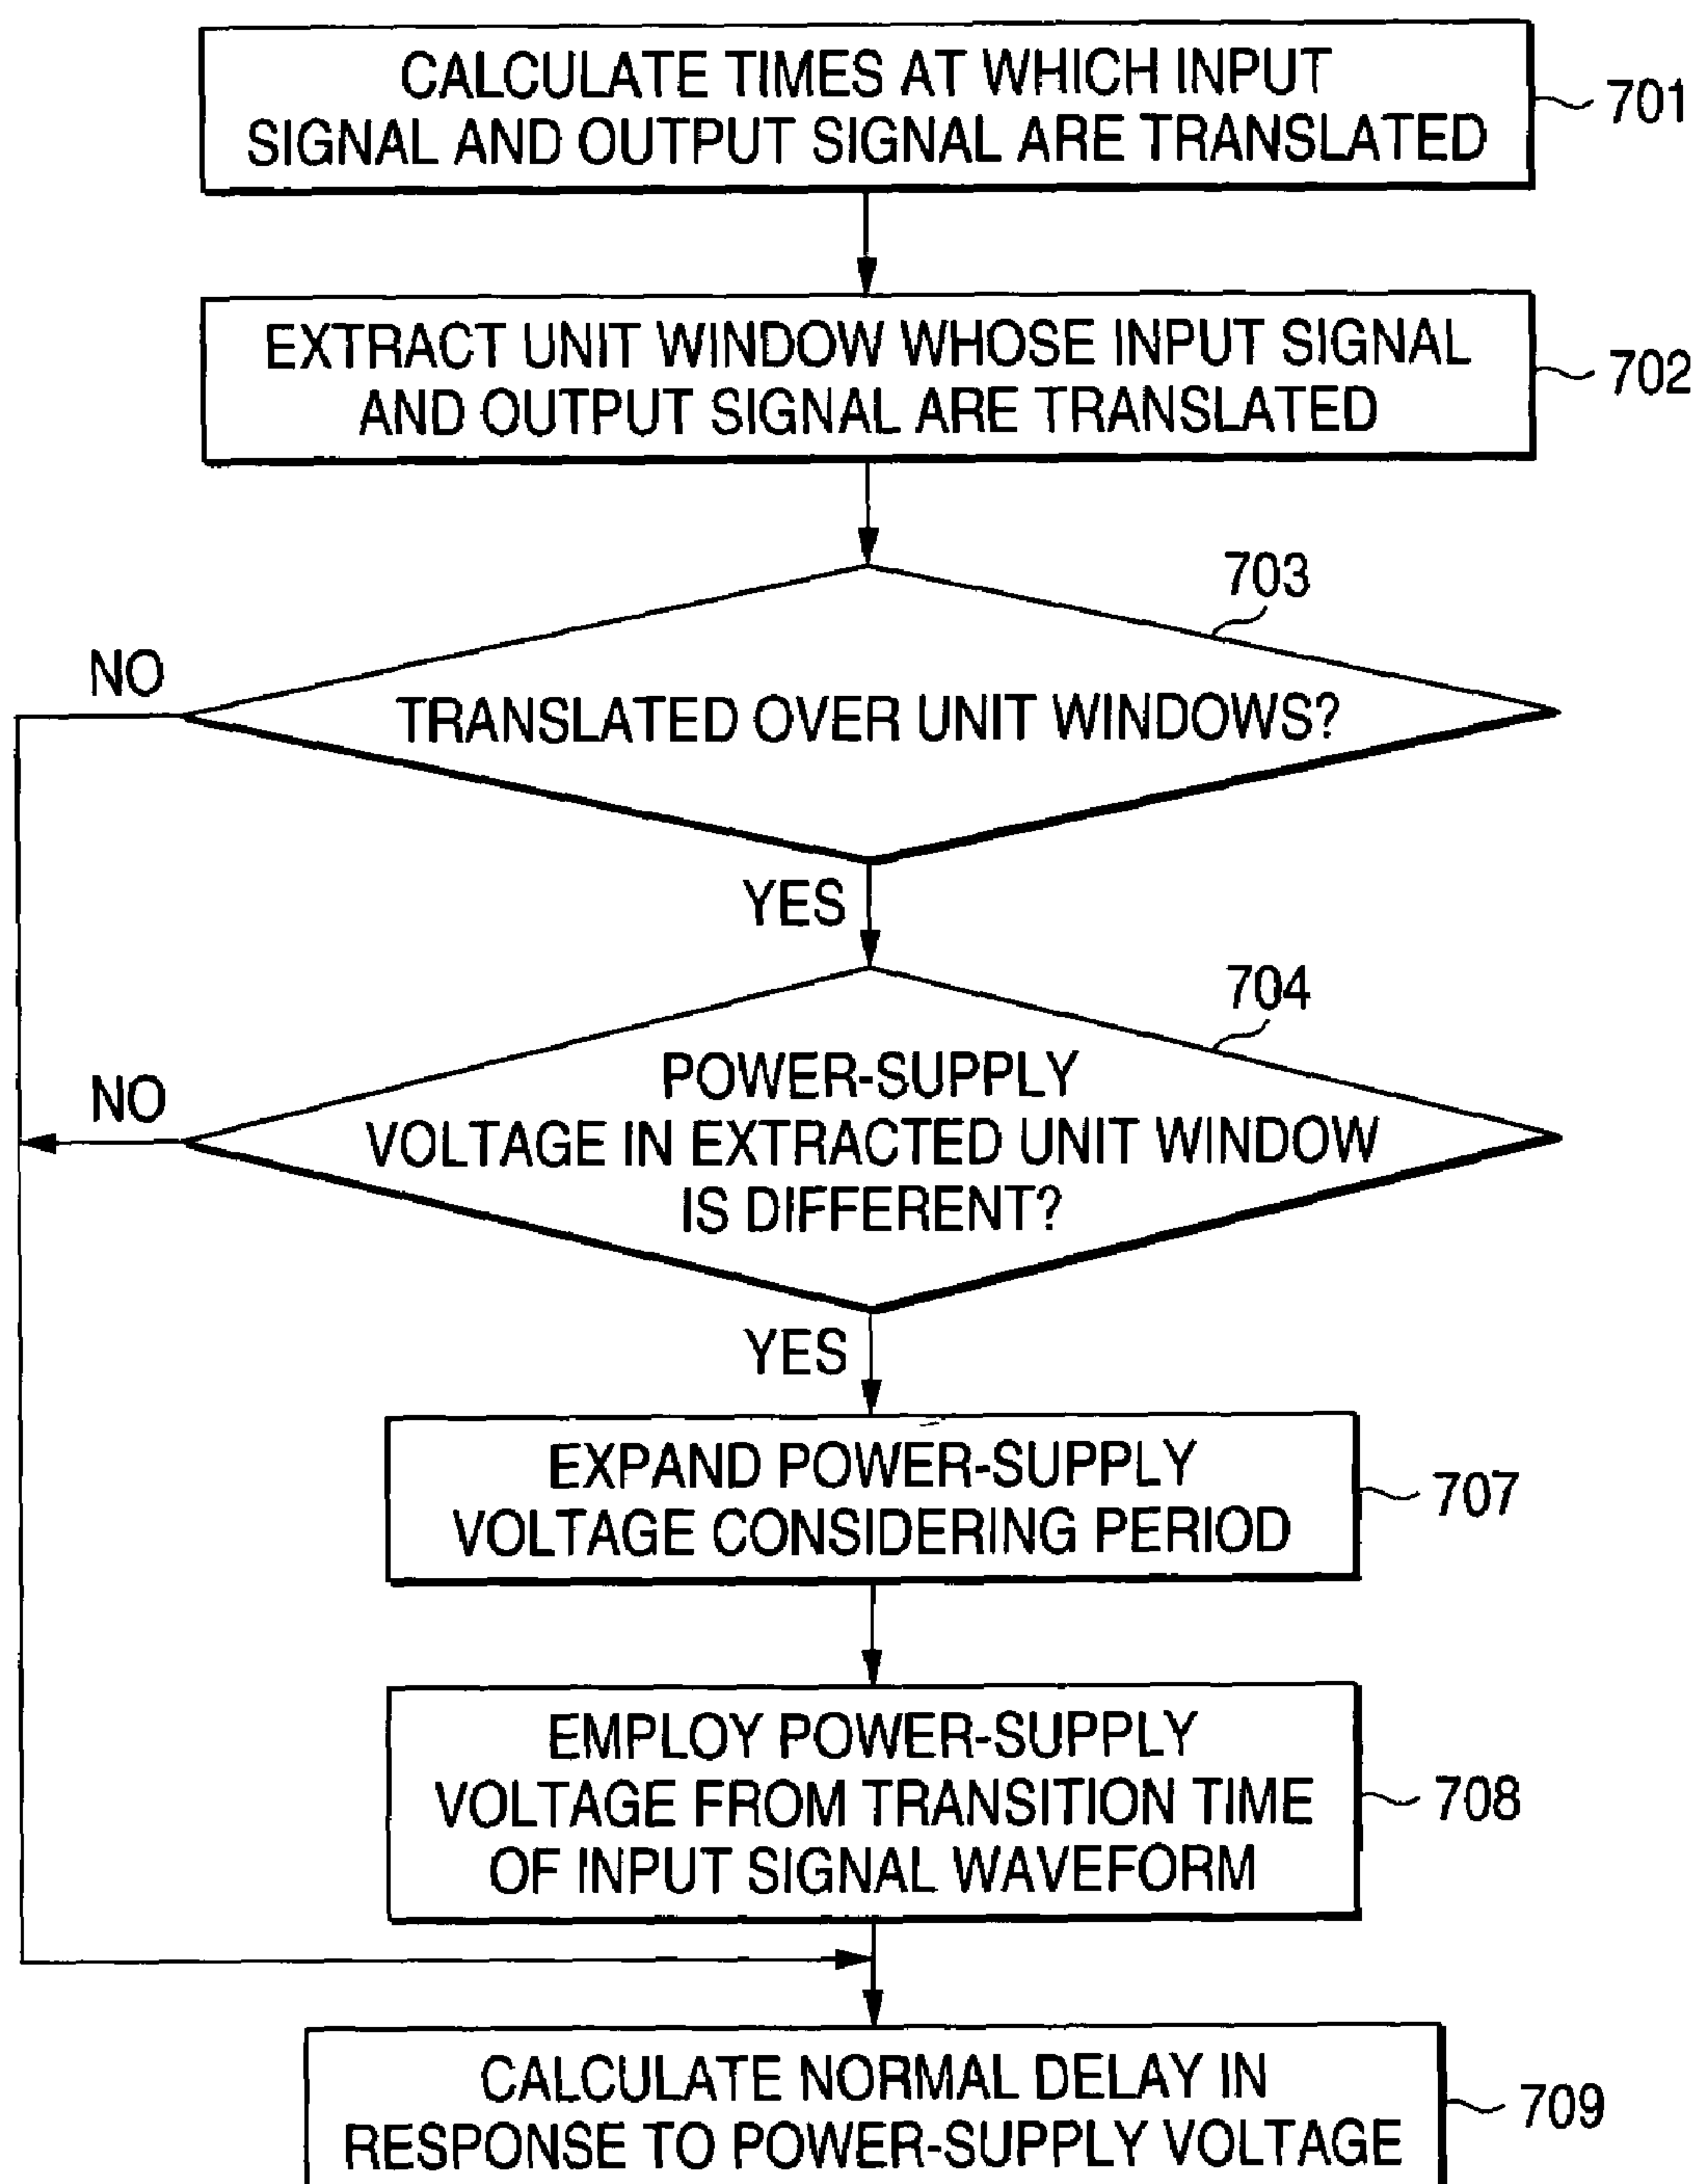 CALCULATE TIMES AT WHICH INPUT
SIGNAL AND OUTPUT SIGNAL ARE TRANSLATED
701
EXTRACT UNIT WINDOW WHOSE INPUT SIGNAL
AND OUTPUT SIGNAL ARE TRANSLATED
702
703
NO
TRANSLATED OVER UNIT WINDOWS?
YES
704
NO
POWER-SUPPLY
VOLTAGE IN EXTRACTED UNIT WINDOW
IS DIFFERENT?
YES
EXPAND POWER-SUPPLY
VOLTAGE CONSIDERING PERIOD
707
EMPLOY POWER-SUPPLY
VOLTAGE FROM TRANSITION TIME
OF INPUT SIGNAL WAVEFORM
708
CALCULATE NORMAL DELAY IN
RESPONSE TO POWER-SUPPLY VOLTAGE
709